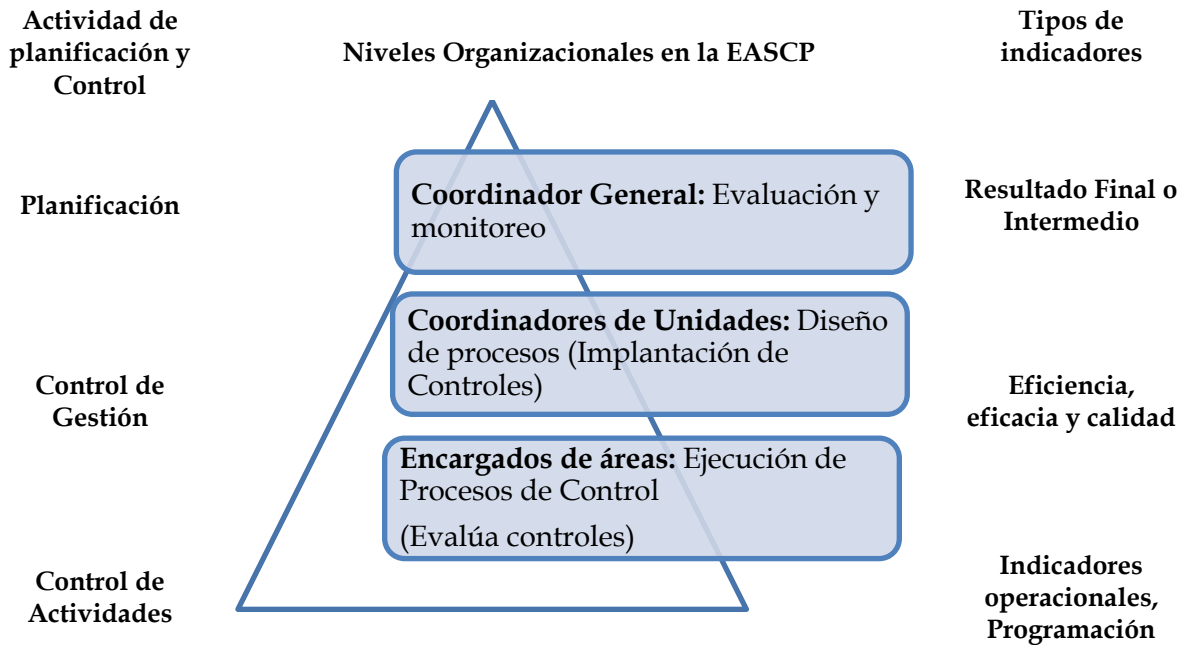 Actividad de
planificación y
Control
Niveles Organizacionales en la EASCP
Tipos de
indicadores
Planificación
Coordinador General: Evaluación y
monitoreo
Resultado Final o
Intermedio
Control de
Gestión
Coordinadores de Unidades: Diseño
de procesos (Implantación de
Controles)
Eficiencia,
eficacia y calidad
Control de
Actividades
Encargados de áreas: Ejecución de
Procesos de Control
(Evalúa controles)
Indicadores
operacionales,
Programación